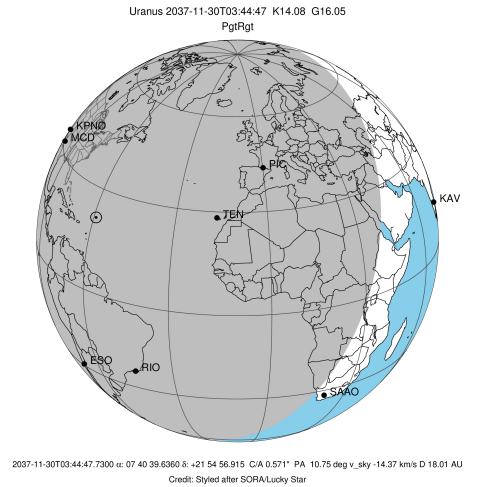 Uranus 2037-11-30T03:44:47 K14.08 G16.05
PgtRgt
KPNO
MCD
PIC
KAV
TEN
ESO
RIO
SAAO
2037-11-30T03:44:47.7300 α: 07 40 39.6360 δ: +21 54 56.915 C/A 0.571" PA 10.75 deg v_sky -14.37 km/s D 18.01 AU
Credit: Styled after SORA/Lucky Star